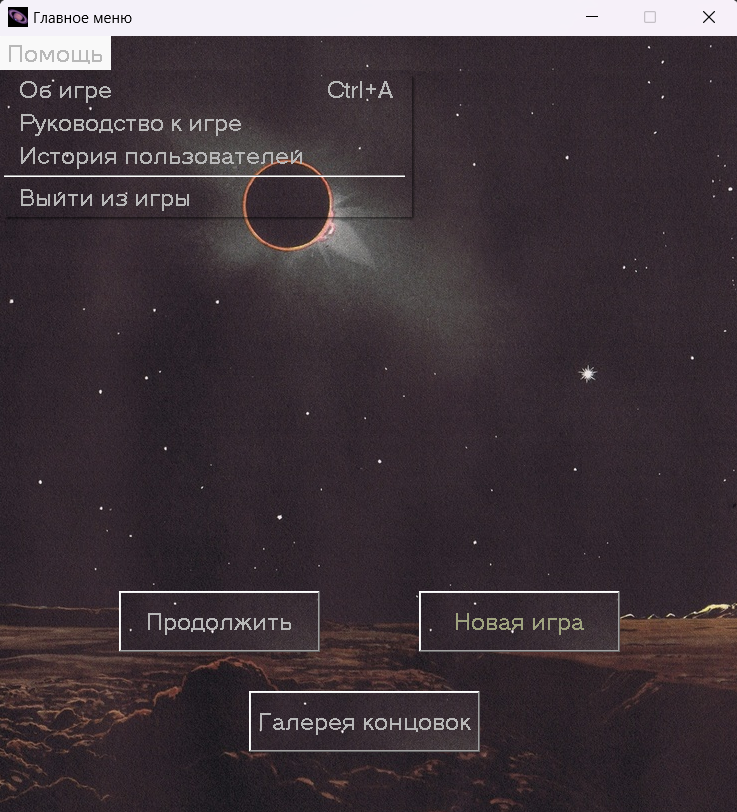 Главное меню
Помощь
Об игре Ctrl+A
Руководство к игре
История пользователей
Выйти из игры
Продолжить Новая игра
Галерея концовок